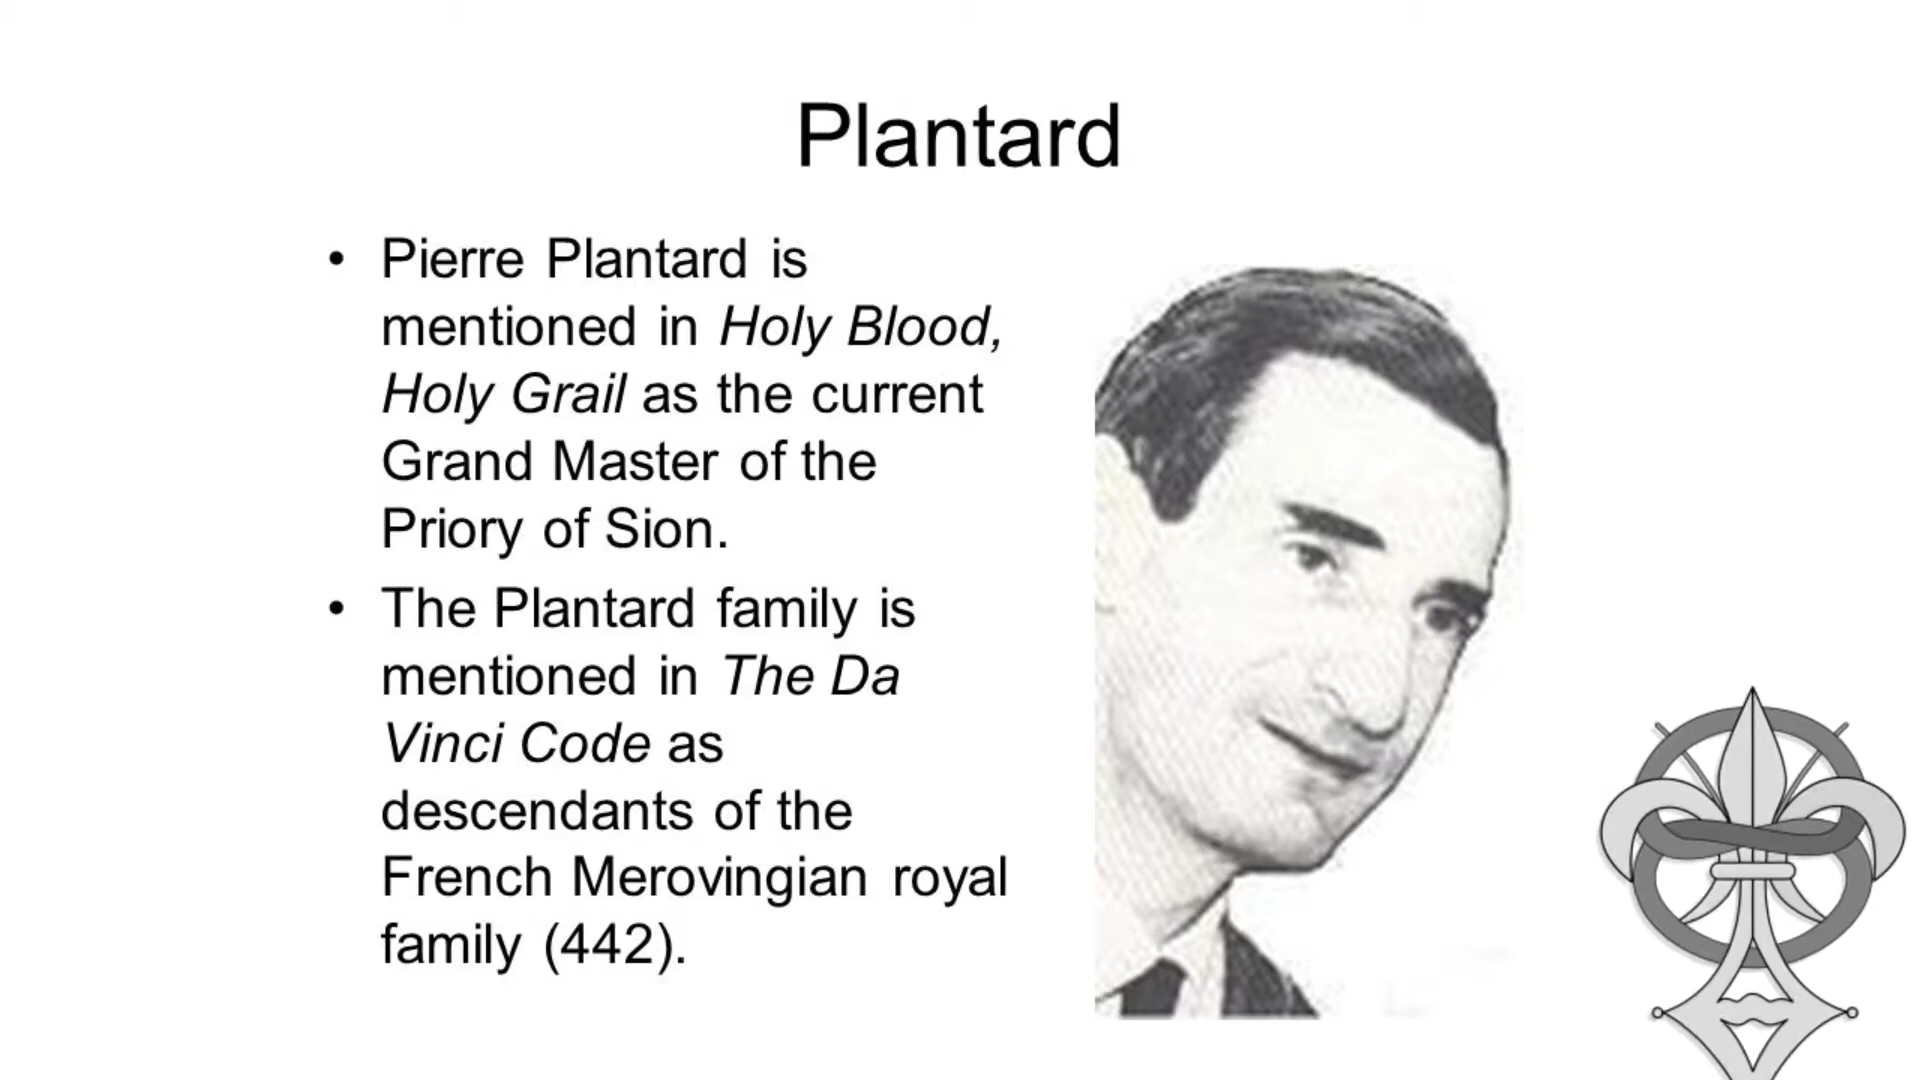 Plantard
• Pierre Plantard is
mentioned in Holy Blood,
Holy Grail as the current
Grand Master of the
Priory of Sion.
• The Plantard family is
mentioned in The Da
Vinci Code as
descendants of the
French Merovingian royal
family (442).